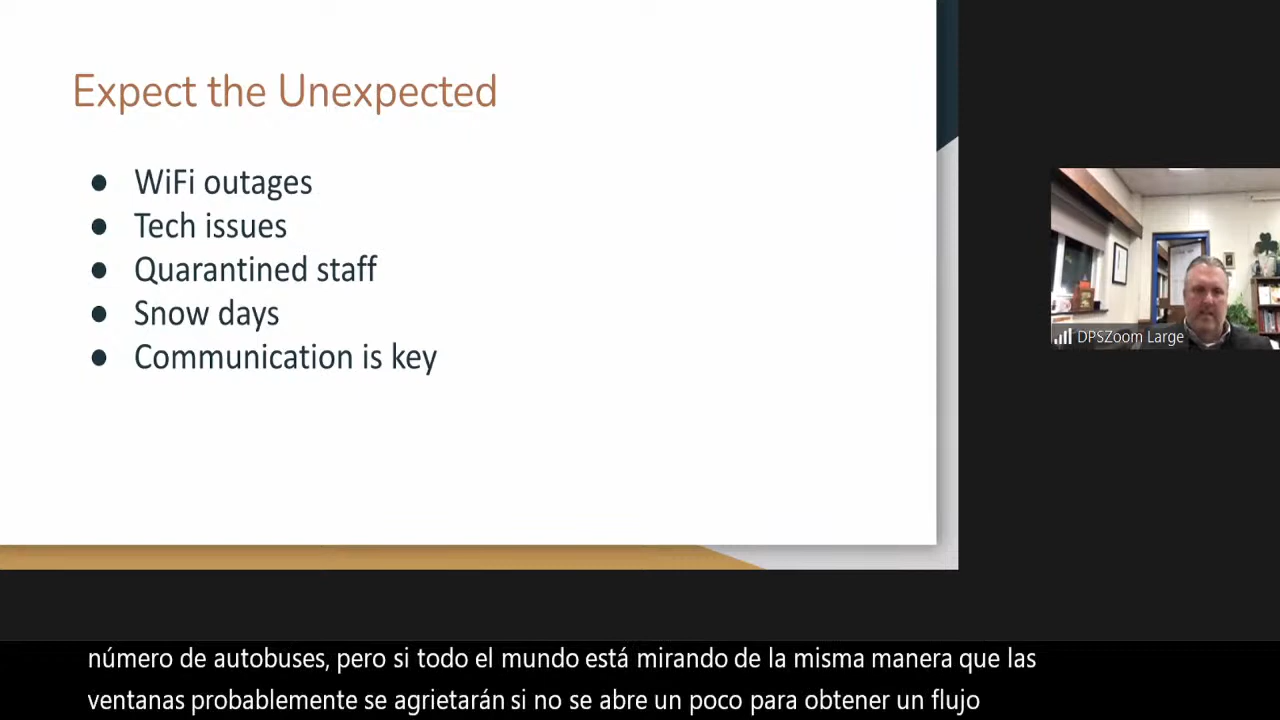 Expect the Unexpected
● WiFi outages
● Tech issues
● Quarantined staff
● Snow days
● Communication is key
DPSZoom Large
número de autobuses, pero si todo el mundo está mirando de la misma manera que las
ventanas probablemente se agrietarán si no se abre un poco para obtener un flujo